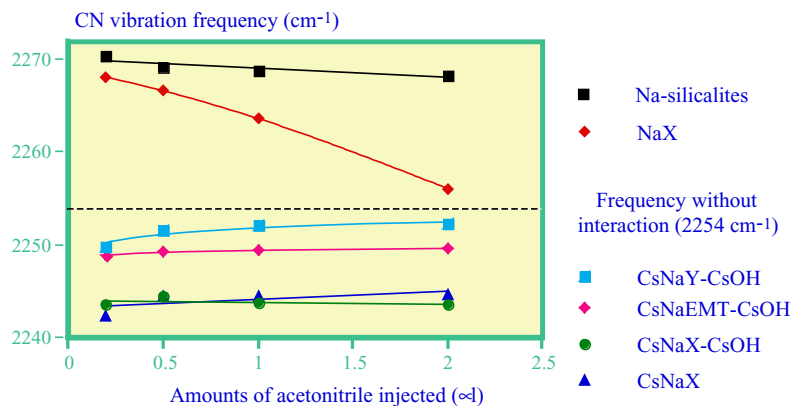 CN vibration frequency (cm-1)
2270
2260
2250
2240
0
0.5
1
1.5
2
2.5
Amounts of acetonitrile injected (∝l)
Na-silicalites
NaX
Frequency without
interaction (2254 cm-1)
CsNaY-CsOH
CsNaEMT-CsOH
CsNaX-CsOH
CsNaX